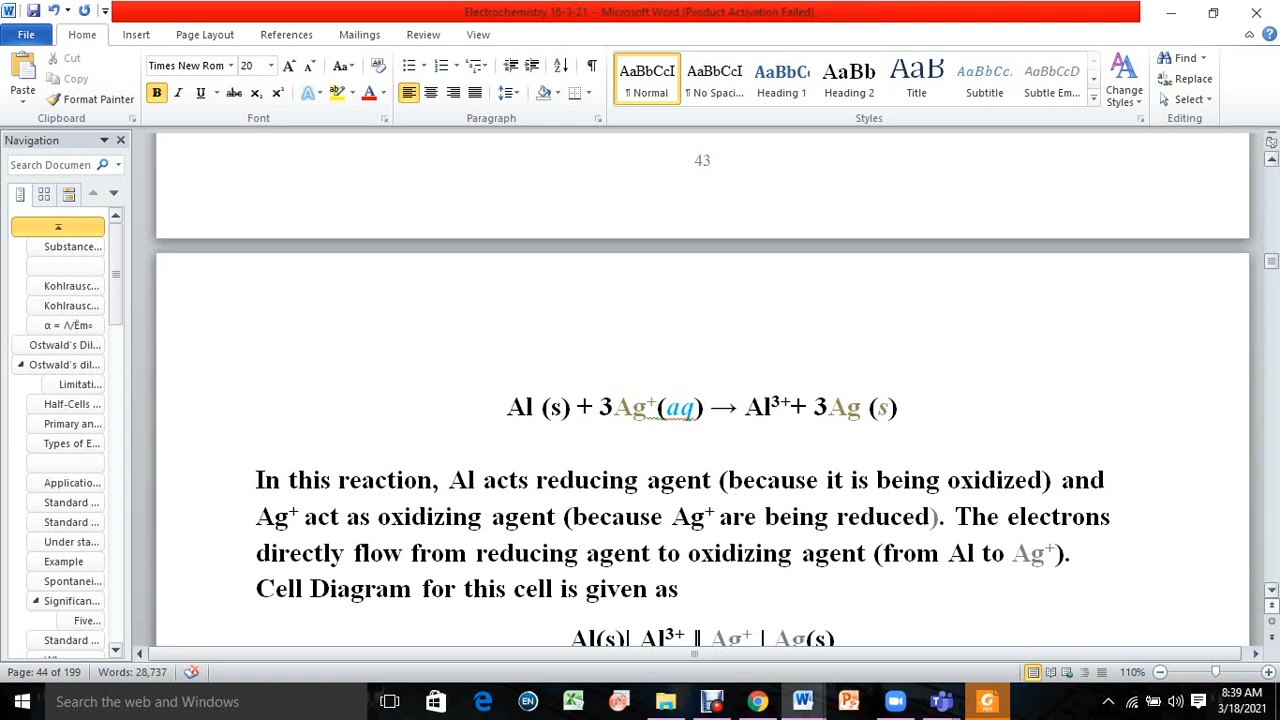 Electrochemistry 16-3-21 - Microsoft Word (Product Activation Failed)
File Home Insert Page Layout References Mailings Review View
Paste
Cut
Copy
Format Painter
Clipboard
Times New Rom 20
Font
Paragraph
AaBbCcI AaBbCcI AaBbCc AaBbCc AaB AaBbCc. AaBbCcD
¶ Normal ¶ No Spaci... Heading 1 Heading 2 Title Subtitle Subtle Em...
Change Styles
Styles
Find
Replace
Select
Editing
Navigation
Search Documen
Substance...
Kohlrausc...
Kohlrausc...
α = Λ/Ëm∘
Ostwald's Dil...
Ostwald's dil...
Limitati...
Half-Cells ...
Primary an...
Types of E...
Applicatio...
Standard ...
Standard ...
Under sta...
Example
Spontanei...
Significan...
Five...
Standard ...
43
Al (s) + 3Ag⁺(aq) → Al³⁺+ 3Ag (s)
In this reaction, Al acts reducing agent (because it is being oxidized) and
Ag⁺ act as oxidizing agent (because Ag⁺ are being reduced). The electrons
directly flow from reducing agent to oxidizing agent (from Al to Ag⁺).
Cell Diagram for this cell is given as
Al(s)| Al³⁺ ‖ Ag⁺ | Ag(s)
Page: 44 of 199 Words: 28,737 110%
Search the web and Windows
8:39 AM
3/18/2021